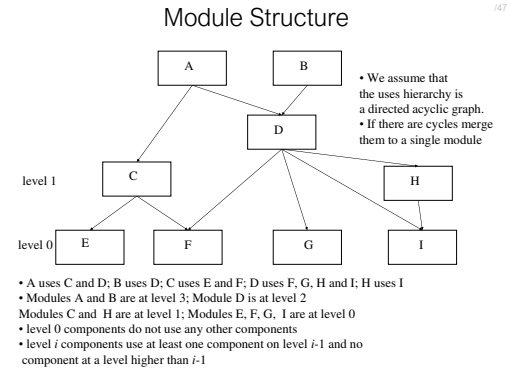 Module Structure
/47
A
B
• We assume that
the uses hierarchy is
a directed acyclic graph.
• If there are cycles merge
them to a single module
D
level 1
C
H
level 0
E
F
G
I
• A uses C and D; B uses D; C uses E and F; D uses F, G, H and I; H uses I
• Modules A and B are at level 3; Module D is at level 2
Modules C and H are at level 1; Modules E, F, G, I are at level 0
• level 0 components do not use any other components
• level i components use at least one component on level i-1 and no
component at a level higher than i-1